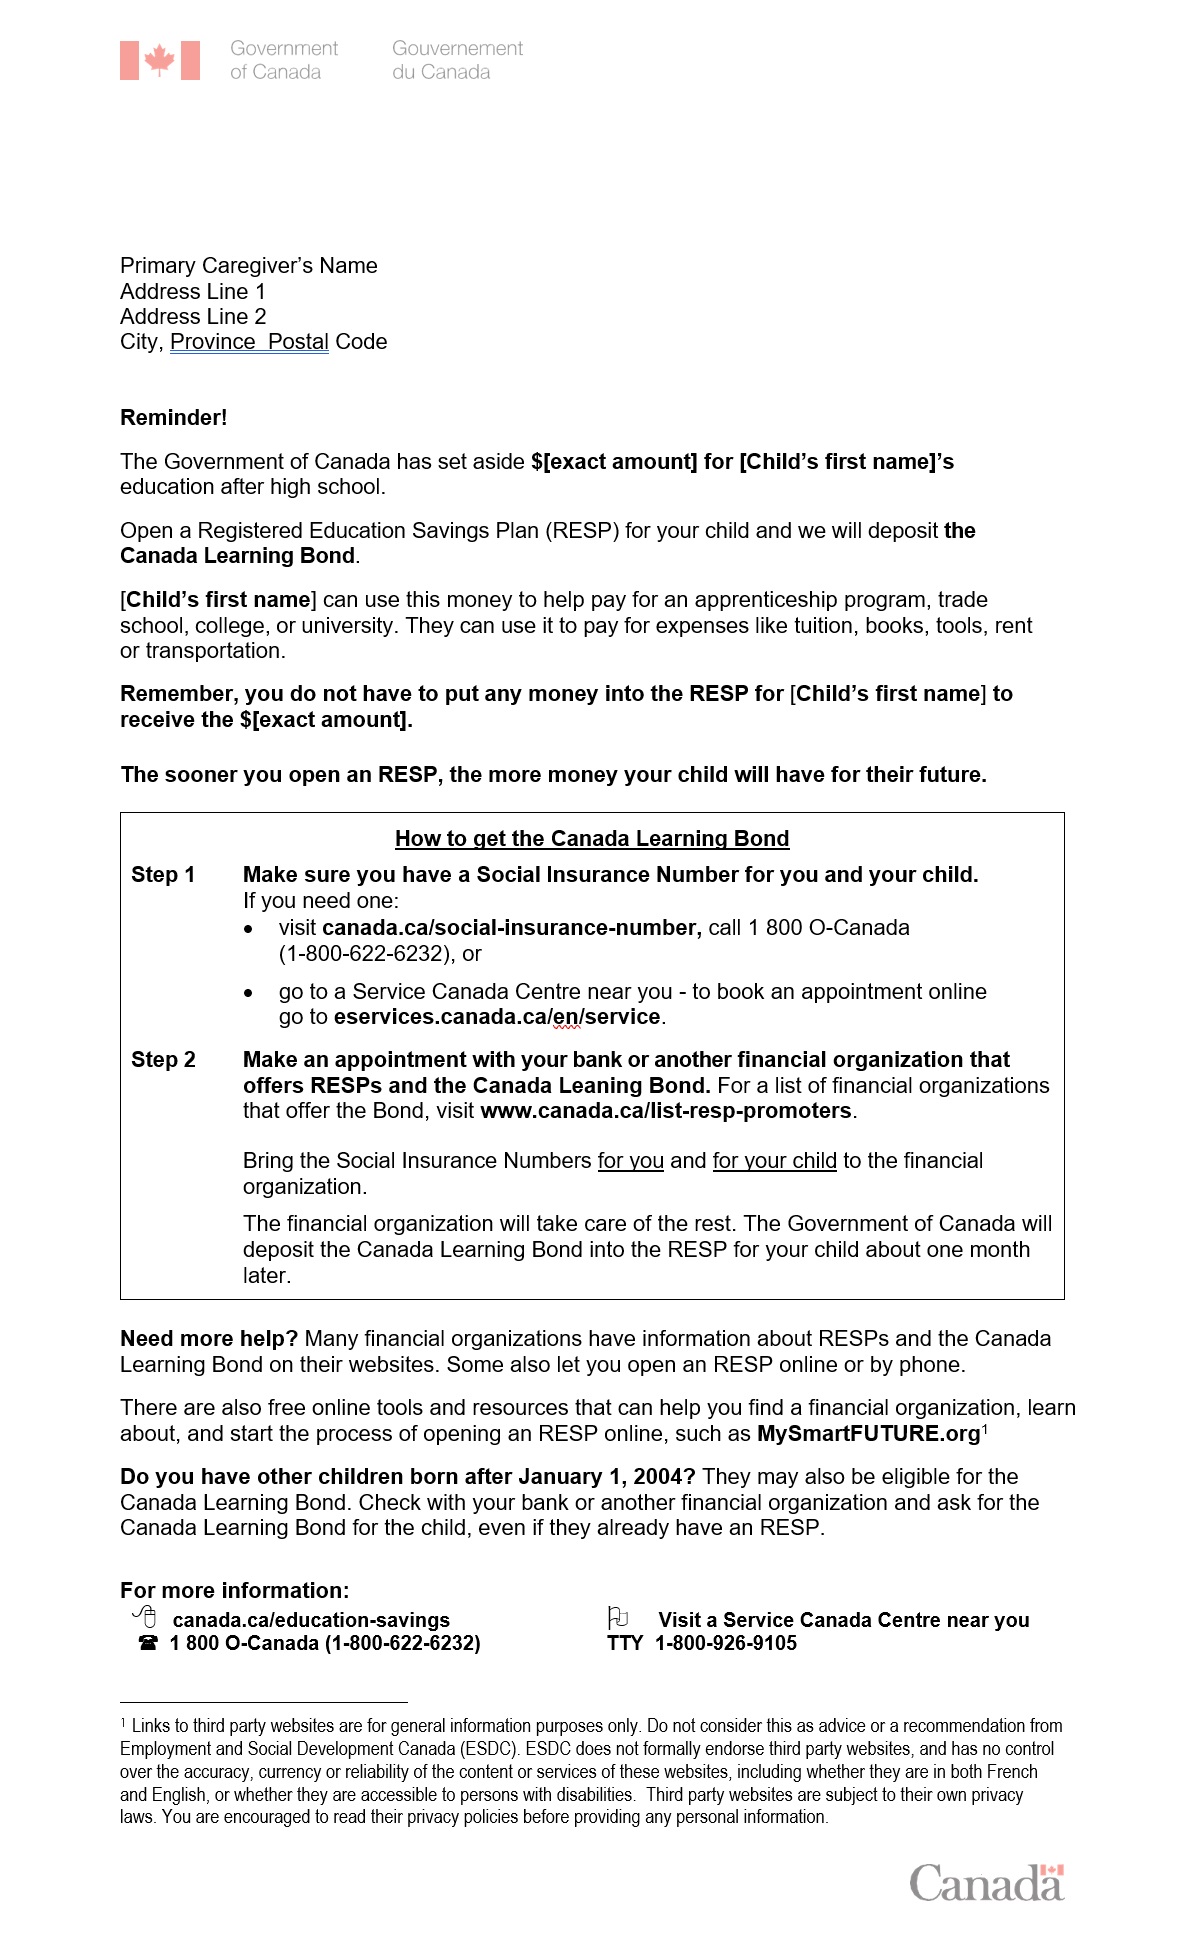 Government
of Canada
Gouvernement
du Canada
Primary Caregiver’s Name
Address Line 1
Address Line 2
City, Province  Postal Code
Reminder!
The Government of Canada has set aside $[exact amount] for [Child’s first name]’s
education after high school.
Open a Registered Education Savings Plan (RESP) for your child and we will deposit the
Canada Learning Bond.
[Child’s first name] can use this money to help pay for an apprenticeship program, trade
school, college, or university. They can use it to pay for expenses like tuition, books, tools, rent
or transportation.
Remember, you do not have to put any money into the RESP for [Child’s first name] to
receive the $[exact amount].
The sooner you open an RESP, the more money your child will have for their future.
How to get the Canada Learning Bond
Step 1 Make sure you have a Social Insurance Number for you and your child.
If you need one:
• visit canada.ca/social-insurance-number, call 1 800 O-Canada
(1-800-622-6232), or
• go to a Service Canada Centre near you - to book an appointment online
go to eservices.canada.ca/en/service.
Step 2 Make an appointment with your bank or another financial organization that
offers RESPs and the Canada Leaning Bond. For a list of financial organizations
that offer the Bond, visit www.canada.ca/list-resp-promoters.
Bring the Social Insurance Numbers for you and for your child to the financial
organization.
The financial organization will take care of the rest. The Government of Canada will
deposit the Canada Learning Bond into the RESP for your child about one month
later.
Need more help? Many financial organizations have information about RESPs and the Canada
Learning Bond on their websites. Some also let you open an RESP online or by phone.
There are also free online tools and resources that can help you find a financial organization, learn
about, and start the process of opening an RESP online, such as MySmartFUTURE.org¹
Do you have other children born after January 1, 2004? They may also be eligible for the
Canada Learning Bond. Check with your bank or another financial organization and ask for the
Canada Learning Bond for the child, even if they already have an RESP.
For more information:
canada.ca/education-savings
Visit a Service Canada Centre near you
1 800 O-Canada (1-800-622-6232)
TTY 1-800-926-9105
¹ Links to third party websites are for general information purposes only. Do not consider this as advice or a recommendation from
Employment and Social Development Canada (ESDC). ESDC does not formally endorse third party websites, and has no control
over the accuracy, currency or reliability of the content or services of these websites, including whether they are in both French
and English, or whether they are accessible to persons with disabilities.  Third party websites are subject to their own privacy
laws. You are encouraged to read their privacy policies before providing any personal information.
Canada